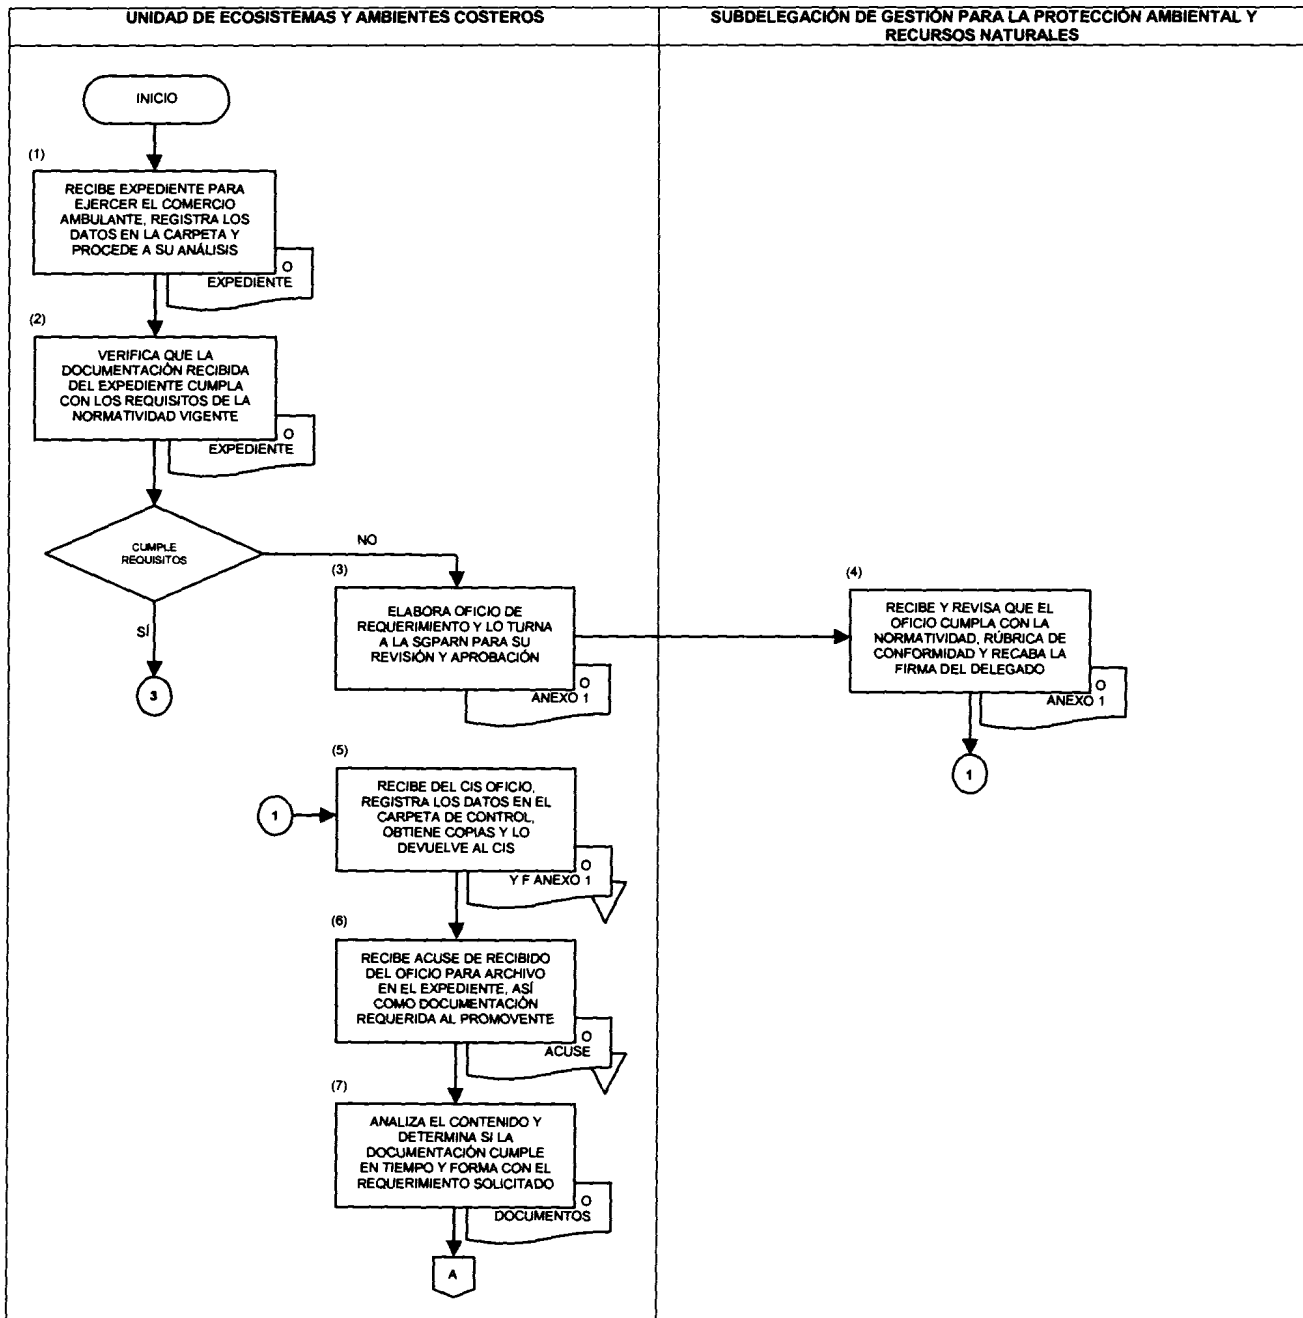 UNIDAD DE ECOSISTEMAS Y AMBIENTES COSTEROS
SUBDELEGACIÓN DE GESTIÓN PARA LA PROTECCIÓN AMBIENTAL Y
RECURSOS NATURALES
INICIO
(1)
RECIBE EXPEDIENTE PARA
EJERCER EL COMERCIO
AMBULANTE, REGISTRA LOS
DATOS EN LA CARPETA Y
PROCEDE A SU ANÁLISIS
O
EXPEDIENTE
(2)
VERIFICA QUE LA
DOCUMENTACIÓN RECIBIDA
DEL EXPEDIENTE CUMPLA
CON LOS REQUISITOS DE LA
NORMATIVIDAD VIGENTE
O
EXPEDIENTE
CUMPLE
REQUISITOS
NO
SÍ
3
(3)
ELABORA OFICIO DE
REQUERIMIENTO Y LO TURNA
A LA SGPARN PARA SU
REVISIÓN Y APROBACIÓN
O
ANEXO 1
(4)
RECIBE Y REVISA QUE EL
OFICIO CUMPLA CON LA
NORMATIVIDAD, RÚBRICA DE
CONFORMIDAD Y RECABA LA
FIRMA DEL DELEGADO
O
ANEXO 1
1
(5)
1
RECIBE DEL CIS OFICIO,
REGISTRA LOS DATOS EN EL
CARPETA DE CONTROL,
OBTIENE COPIAS Y LO
DEVUELVE AL CIS
O
Y F ANEXO 1
(6)
RECIBE ACUSE DE RECIBIDO
DEL OFICIO PARA ARCHIVO
EN EL EXPEDIENTE, ASÍ
COMO DOCUMENTACIÓN
REQUERIDA AL PROMOVENTE
O
ACUSE
(7)
ANALIZA EL CONTENIDO Y
DETERMINA SI LA
DOCUMENTACIÓN CUMPLE
EN TIEMPO Y FORMA CON EL
REQUERIMIENTO SOLICITADO
O
DOCUMENTOS
A